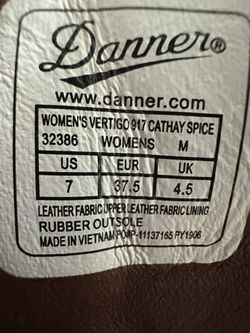 Danner®
www.danner.com
WOMEN'S VERTIGO 917 CATHAY SPICE
32386 WOMENS M
US EUR UK
7 37.5 4.5
LEATHER FABRIC UPPER LEATHER FABRIC LINING
RUBBER OUTSOLE
MADE IN VIETNAM PO#P-11137165 PY1906